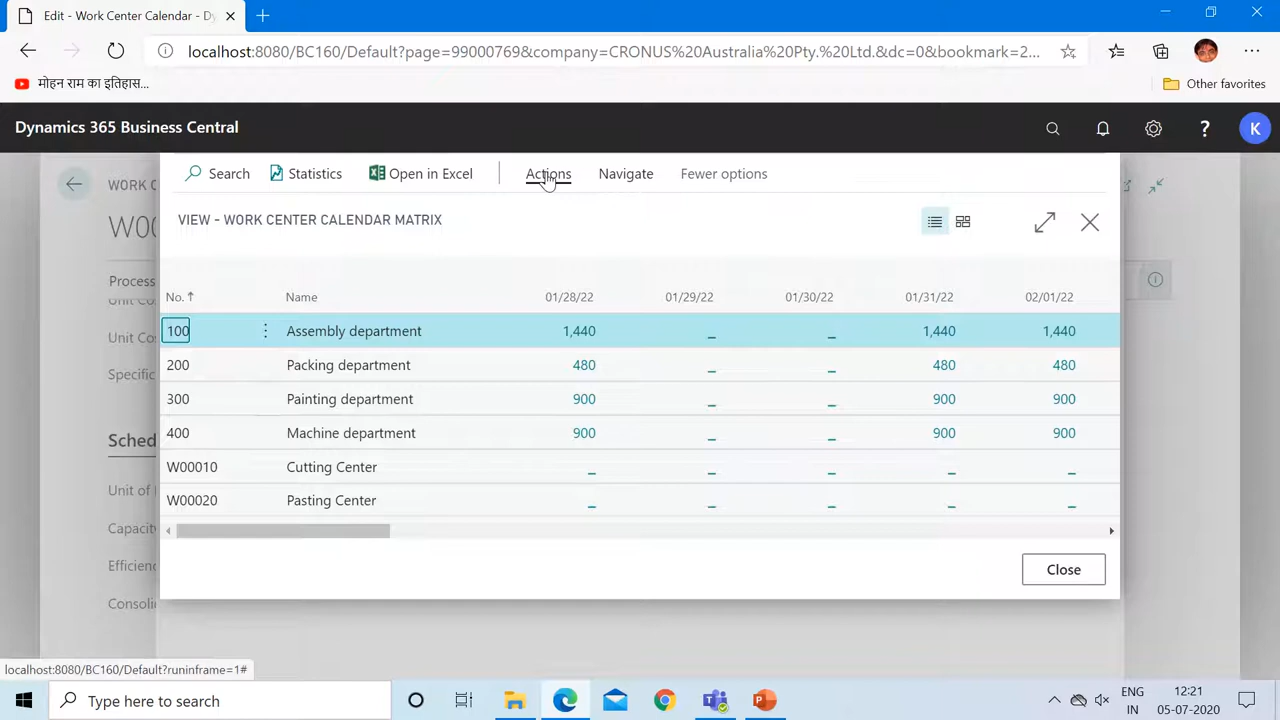 Edit - Work Center Calendar - Dy
localhost:8080/BC160/Default?page=99000769&company=CRONUS%20Australia%20Pty.%20Ltd.&dc=0&bookmark=2...
मोहन राम का इतिहास...
Other favorites
Dynamics 365 Business Central
?
K
WORK C
Search
Statistics
Open in Excel
Actions
Navigate
Fewer options
W00
VIEW - WORK CENTER CALENDAR MATRIX
Process
No. ↑ Name 01/28/22 01/29/22 01/30/22 01/31/22 02/01/22
Unit Co
100 Assembly department 1,440 _ _ 1,440 1,440
Unit Cos
200 Packing department 480 _ _ 480 480
Specific
300 Painting department 900 _ _ 900 900
400 Machine department 900 _ _ 900 900
Sched
W00010 Cutting Center _ _ _ _ _
Unit of
W00020 Pasting Center _ _ _ _ _
Capacit
Efficien
Close
Consoli
localhost:8080/BC160/Default?runinframe=1#
Type here to search
ENG
IN
12:21
05-07-2020